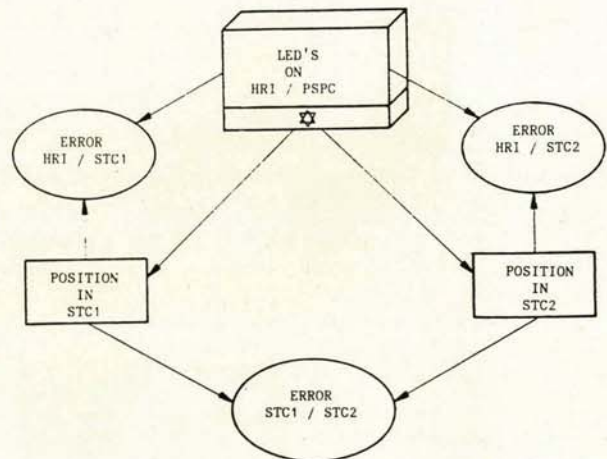 LED'S
ON
HRI / PSPC
ERROR
HRI / STC1
ERROR
HRI / STC2
POSITION
IN
STC1
POSITION
IN
STC2
ERROR
STC1 / STC2